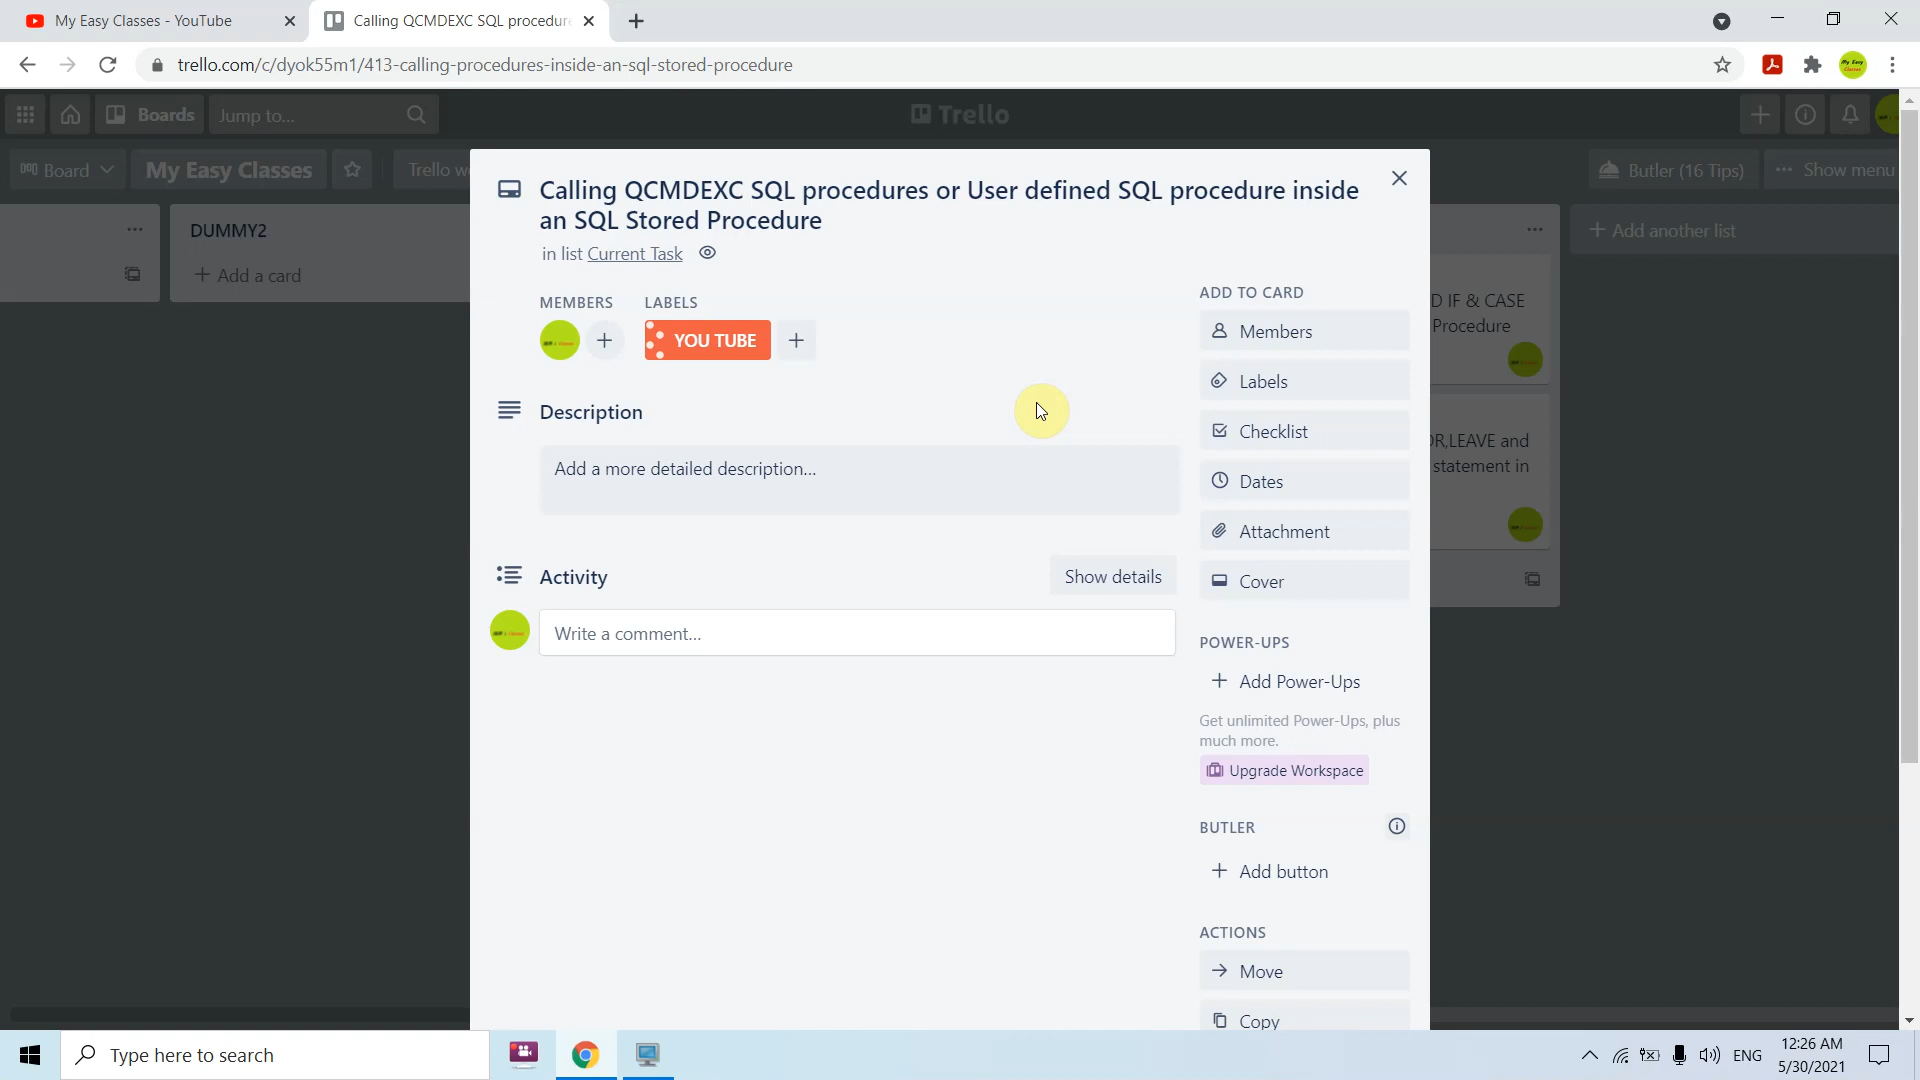 My Easy Classes - YouTube
Calling QCMDEXC SQL procedure
trello.com/c/dyok55m1/413-calling-procedures-inside-an-sql-stored-procedure
Boards
Jump to...
Trello
Board
My Easy Classes
Trello w
Butler (16 Tips)
Show menu
DUMMY2
Add a card
Add another list
Calling QCMDEXC SQL procedures or User defined SQL procedure inside
an SQL Stored Procedure
in list Current Task
MEMBERS
LABELS
YOU TUBE
Description
Add a more detailed description...
Activity
Show details
Write a comment...
ADD TO CARD
Members
Labels
Checklist
Dates
Attachment
Cover
POWER-UPS
Add Power-Ups
Get unlimited Power-Ups, plus
much more.
Upgrade Workspace
BUTLER
Add button
ACTIONS
Move
Copy
D IF & CASE
Procedure
OR,LEAVE and
statement in
Type here to search
ENG
12:26 AM
5/30/2021